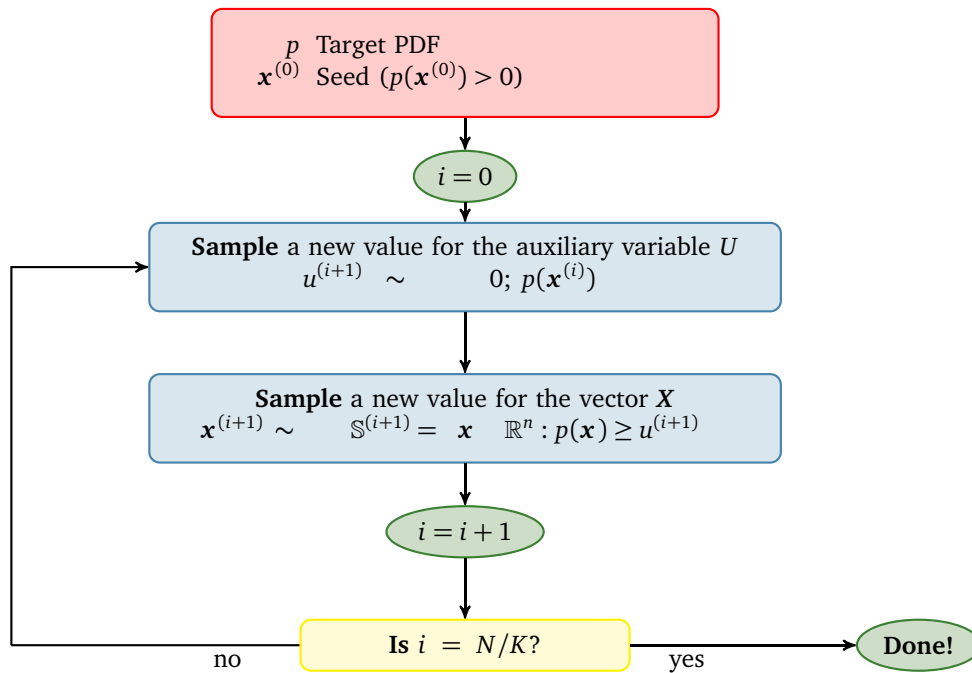 p Target PDF
x^(0) Seed (p(x^(0)) > 0)
i = 0
Sample a new value for the auxiliary variable U
u^(i+1) ∼ 0; p(x^(i))
Sample a new value for the vector X
x^(i+1) ∼ 𝕊^(i+1) = x ℝ^n : p(x) ≥ u^(i+1)
i = i + 1
Is i = N/K?
no
yes
Done!